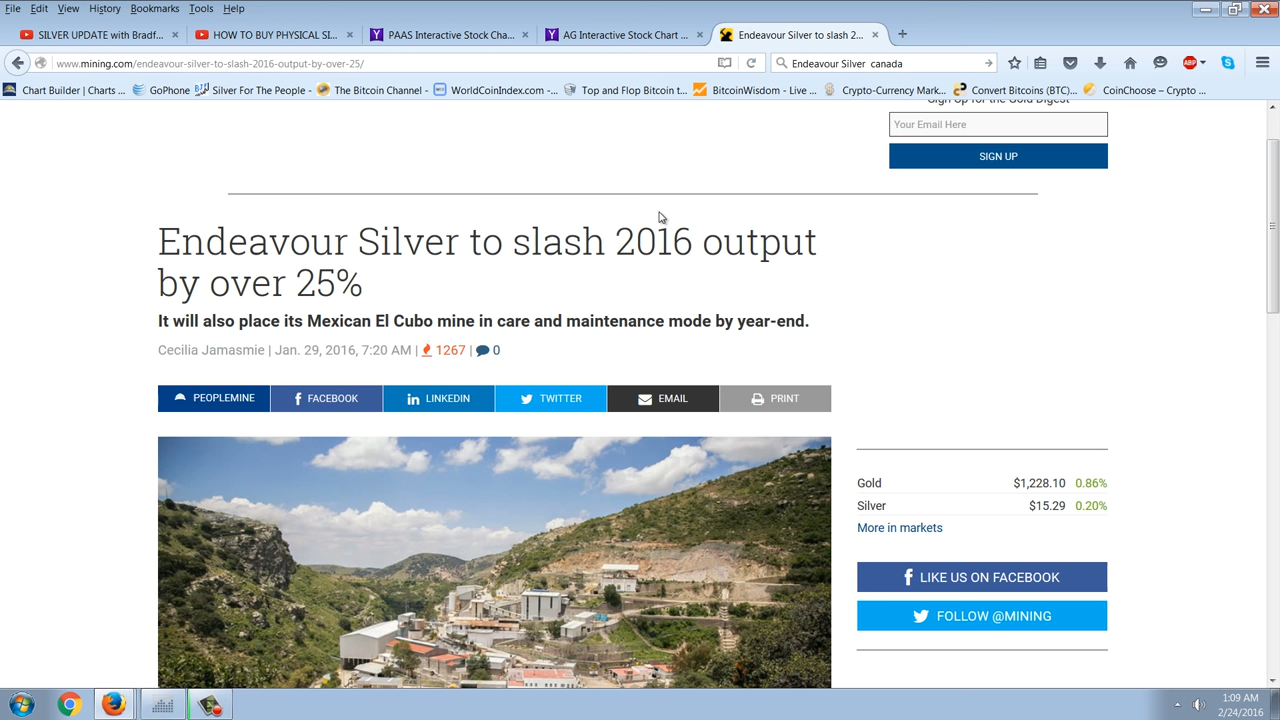 File Edit View History Bookmarks Tools Help
SILVER UPDATE with Bradf...
HOW TO BUY PHYSICAL SI...
PAAS Interactive Stock Cha...
AG Interactive Stock Chart ...
Endeavour Silver to slash 2...
www.mining.com/endeavour-silver-to-slash-2016-output-by-over-25/
Endeavour Silver canada
ABP
Chart Builder | Charts ...
GoPhone
Silver For The People - ...
The Bitcoin Channel - ...
WorldCoinIndex.com -...
Top and Flop Bitcoin t...
BitcoinWisdom - Live ...
Crypto-Currency Mark...
Convert Bitcoins (BTC)...
CoinChoose – Crypto ...
Sign Up for the Gold Digest
Your Email Here
SIGN UP
Endeavour Silver to slash 2016 output
by over 25%
It will also place its Mexican El Cubo mine in care and maintenance mode by year-end.
Cecilia Jamasmie | Jan. 29, 2016, 7:20 AM | 1267 | 0
PEOPLEMINE
FACEBOOK
LINKEDIN
TWITTER
EMAIL
PRINT
Gold $1,228.10 0.86%
Silver $15.29 0.20%
More in markets
LIKE US ON FACEBOOK
FOLLOW @MINING
1:09 AM
2/24/2016